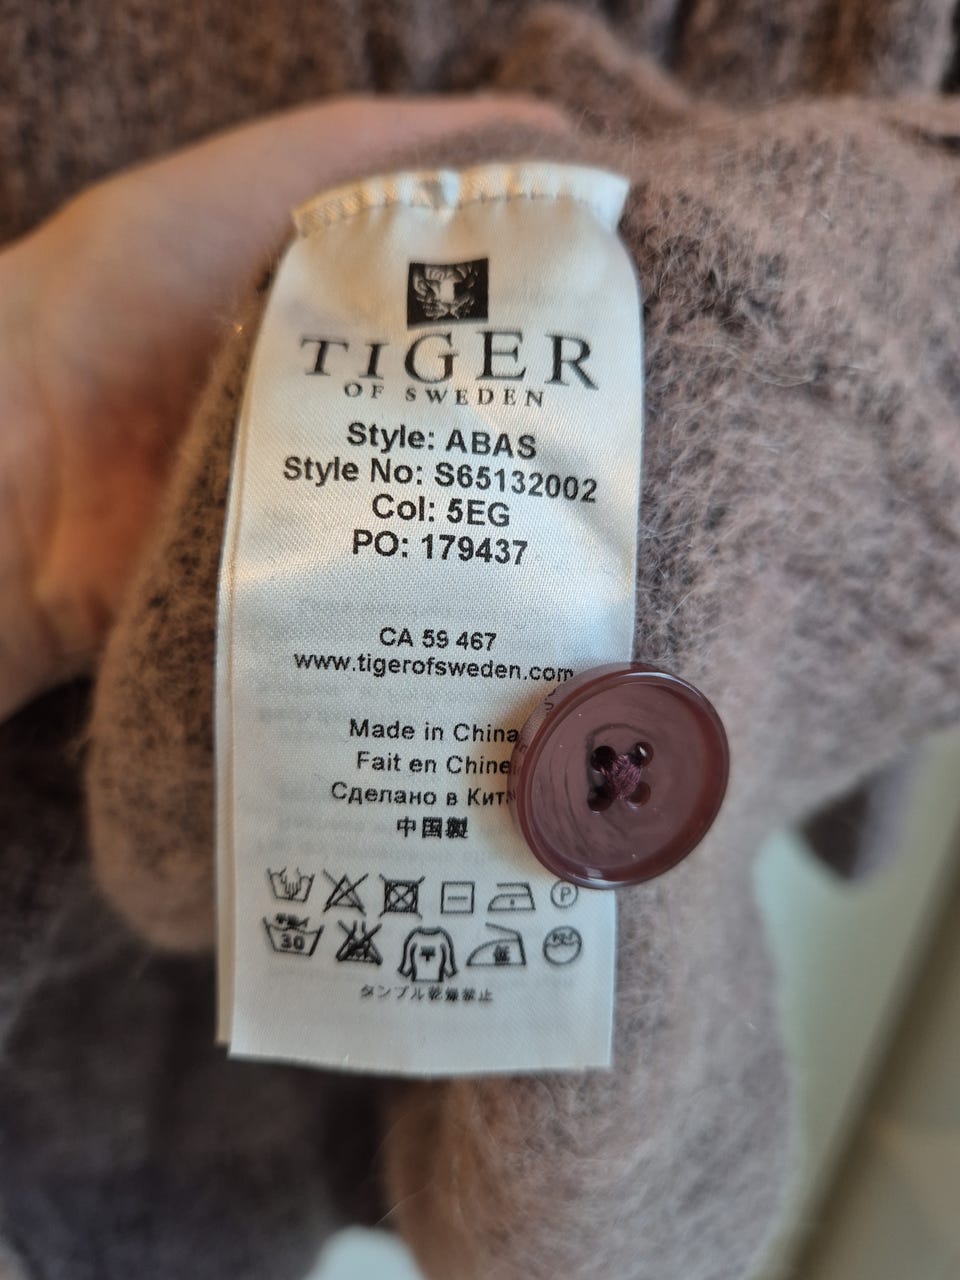 TIGER
OF SWEDEN
Style: ABAS
Style No: S65132002
Col: 5EG
PO: 179437
CA 59 467
www.tigerofsweden.com
Made in China
Fait en Chine
Сделано в
中国製
P
30
低
タンブル乾燥禁止